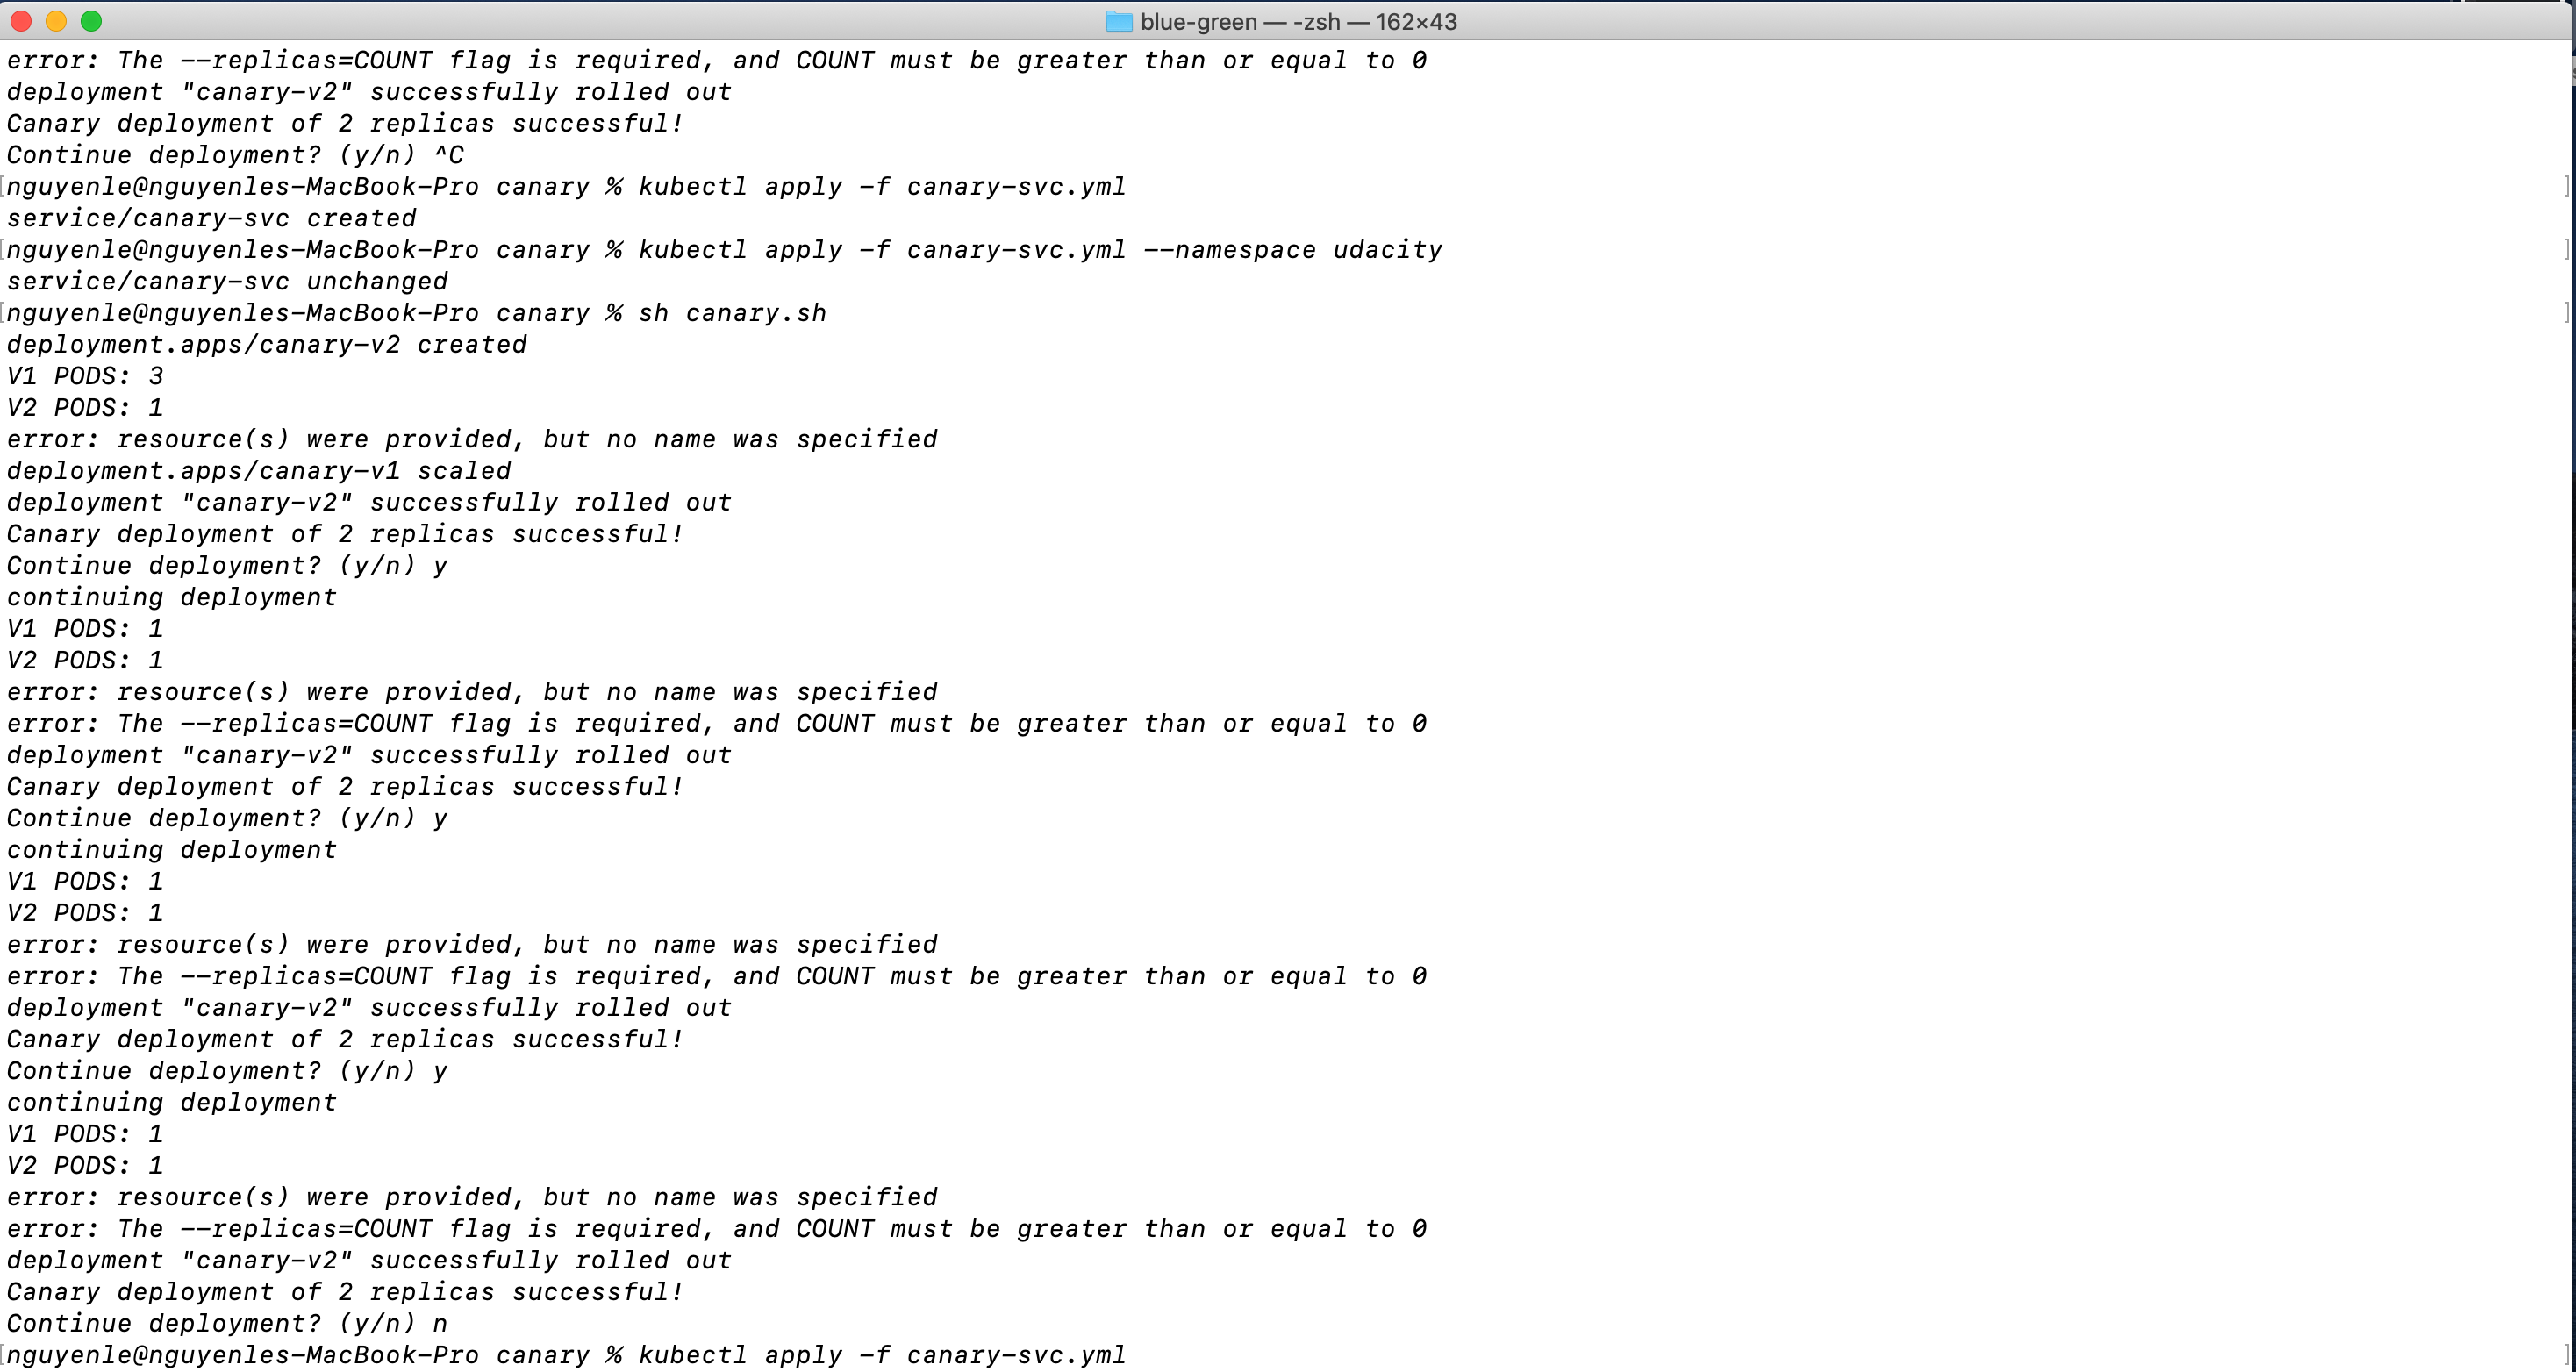 blue-green — -zsh — 162×43
error: The --replicas=COUNT flag is required, and COUNT must be greater than or equal to 0
deployment "canary-v2" successfully rolled out
Canary deployment of 2 replicas successful!
Continue deployment? (y/n) ^C
[nguyenle@nguyenles-MacBook-Pro canary % kubectl apply -f canary-svc.yml ]
service/canary-svc created
[nguyenle@nguyenles-MacBook-Pro canary % kubectl apply -f canary-svc.yml --namespace udacity ]
service/canary-svc unchanged
[nguyenle@nguyenles-MacBook-Pro canary % sh canary.sh ]
deployment.apps/canary-v2 created
V1 PODS: 3
V2 PODS: 1
error: resource(s) were provided, but no name was specified
deployment.apps/canary-v1 scaled
deployment "canary-v2" successfully rolled out
Canary deployment of 2 replicas successful!
Continue deployment? (y/n) y
continuing deployment
V1 PODS: 1
V2 PODS: 1
error: resource(s) were provided, but no name was specified
error: The --replicas=COUNT flag is required, and COUNT must be greater than or equal to 0
deployment "canary-v2" successfully rolled out
Canary deployment of 2 replicas successful!
Continue deployment? (y/n) y
continuing deployment
V1 PODS: 1
V2 PODS: 1
error: resource(s) were provided, but no name was specified
error: The --replicas=COUNT flag is required, and COUNT must be greater than or equal to 0
deployment "canary-v2" successfully rolled out
Canary deployment of 2 replicas successful!
Continue deployment? (y/n) y
continuing deployment
V1 PODS: 1
V2 PODS: 1
error: resource(s) were provided, but no name was specified
error: The --replicas=COUNT flag is required, and COUNT must be greater than or equal to 0
deployment "canary-v2" successfully rolled out
Canary deployment of 2 replicas successful!
Continue deployment? (y/n) n
[nguyenle@nguyenles-MacBook-Pro canary % kubectl apply -f canary-svc.yml ]